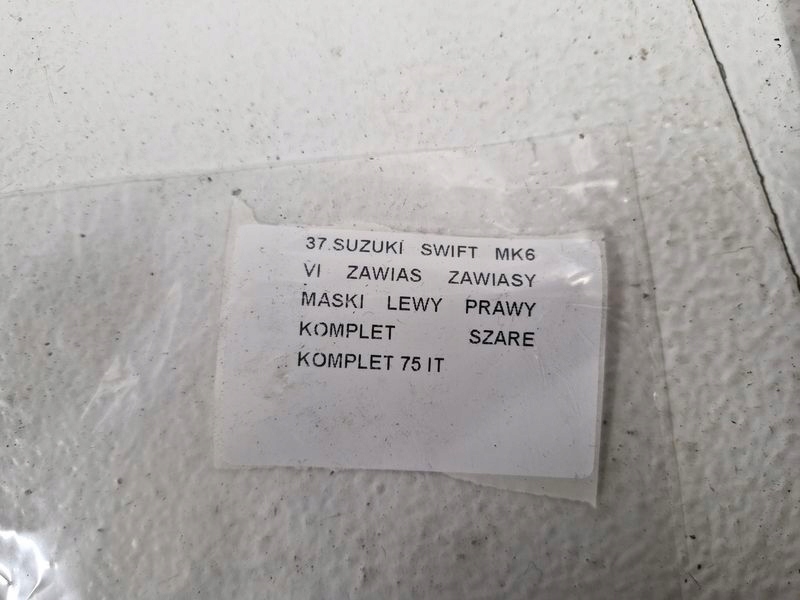 37.SUZUKI SWIFT MK6
VI ZAWIAS ZAWIASY
MASKI LEWY PRAWY
KOMPLET SZARE
KOMPLET 75 IT